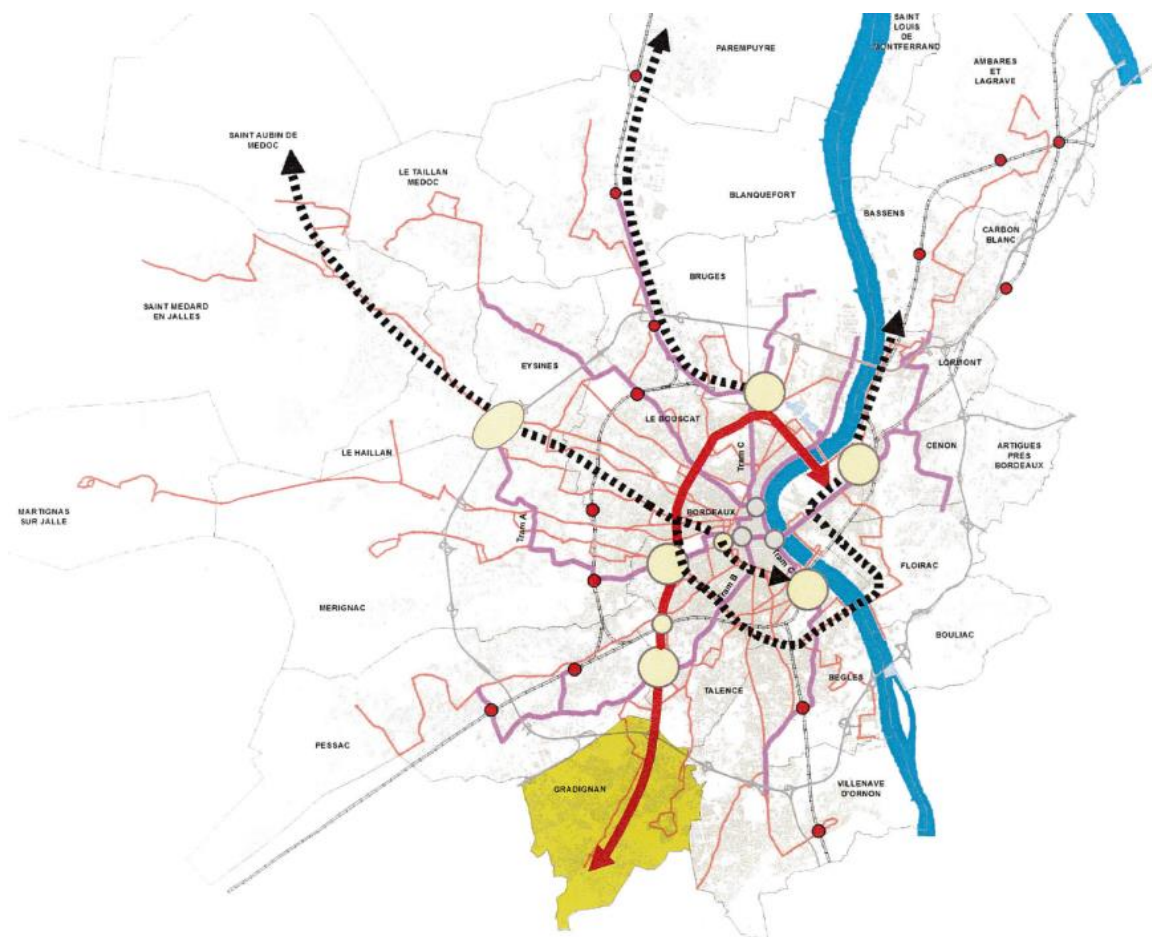 SAINT
LOUIS
DE
MONTFERRAND
PAREMPUYRE
AMBARES
ET
LAGRAVE
SAINT AUBIN DE
MEDOC
LE TAILLAN
MEDOC
BLANQUEFORT
BASSENS
CARBON
BLANC
BRUGES
SAINT MEDARD
EN JALLES
EYSINES
LORMONT
LE BOUSCAT
Tram C
CENON
ARTIGUES
PRÉS
BORDEAUX
LE HAILLAN
MARTIGNAS
SUR JALLE
Tram A
BORDEAUX
Tram C
Tram B
FLOIRAC
MERIGNAC
BOULIAC
TALENCE
BEGLES
PESSAC
GRADIGNAN
VILLENAVE
D'ORNON